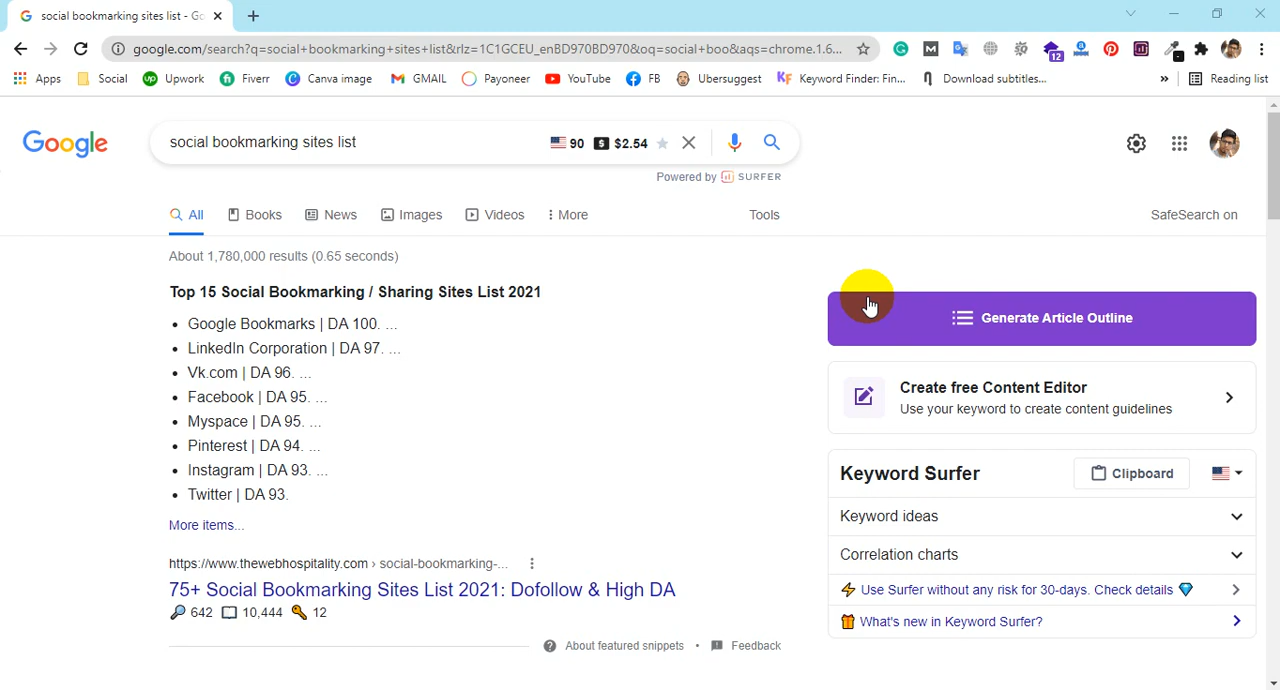 social bookmarking sites list - Go
google.com/search?q=social+bookmarking+sites+list&rlz=1C1GCEU_enBD970BD970&oq=social+boo&aqs=chrome.1.6...
12
Apps Social Upwork Fiverr Canva image GMAIL Payoneer YouTube FB Ubersuggest Keyword Finder: Fin... Download subtitles... » Reading list
Google
social bookmarking sites list 90 $2.54
Powered by SURFER
All Books News Images Videos More Tools SafeSearch on
About 1,780,000 results (0.65 seconds)
Top 15 Social Bookmarking / Sharing Sites List 2021
• Google Bookmarks | DA 100. ...
• LinkedIn Corporation | DA 97. ...
• Vk.com | DA 96. ...
• Facebook | DA 95. ...
• Myspace | DA 95. ...
• Pinterest | DA 94. ...
• Instagram | DA 93. ...
• Twitter | DA 93.
More items...
https://www.thewebhospitality.com › social-bookmarking-...
75+ Social Bookmarking Sites List 2021: Dofollow & High DA
642 10,444 12
About featured snippets • Feedback
Generate Article Outline
Create free Content Editor
Use your keyword to create content guidelines
Keyword Surfer Clipboard
Keyword ideas
Correlation charts
Use Surfer without any risk for 30-days. Check details
What's new in Keyword Surfer?